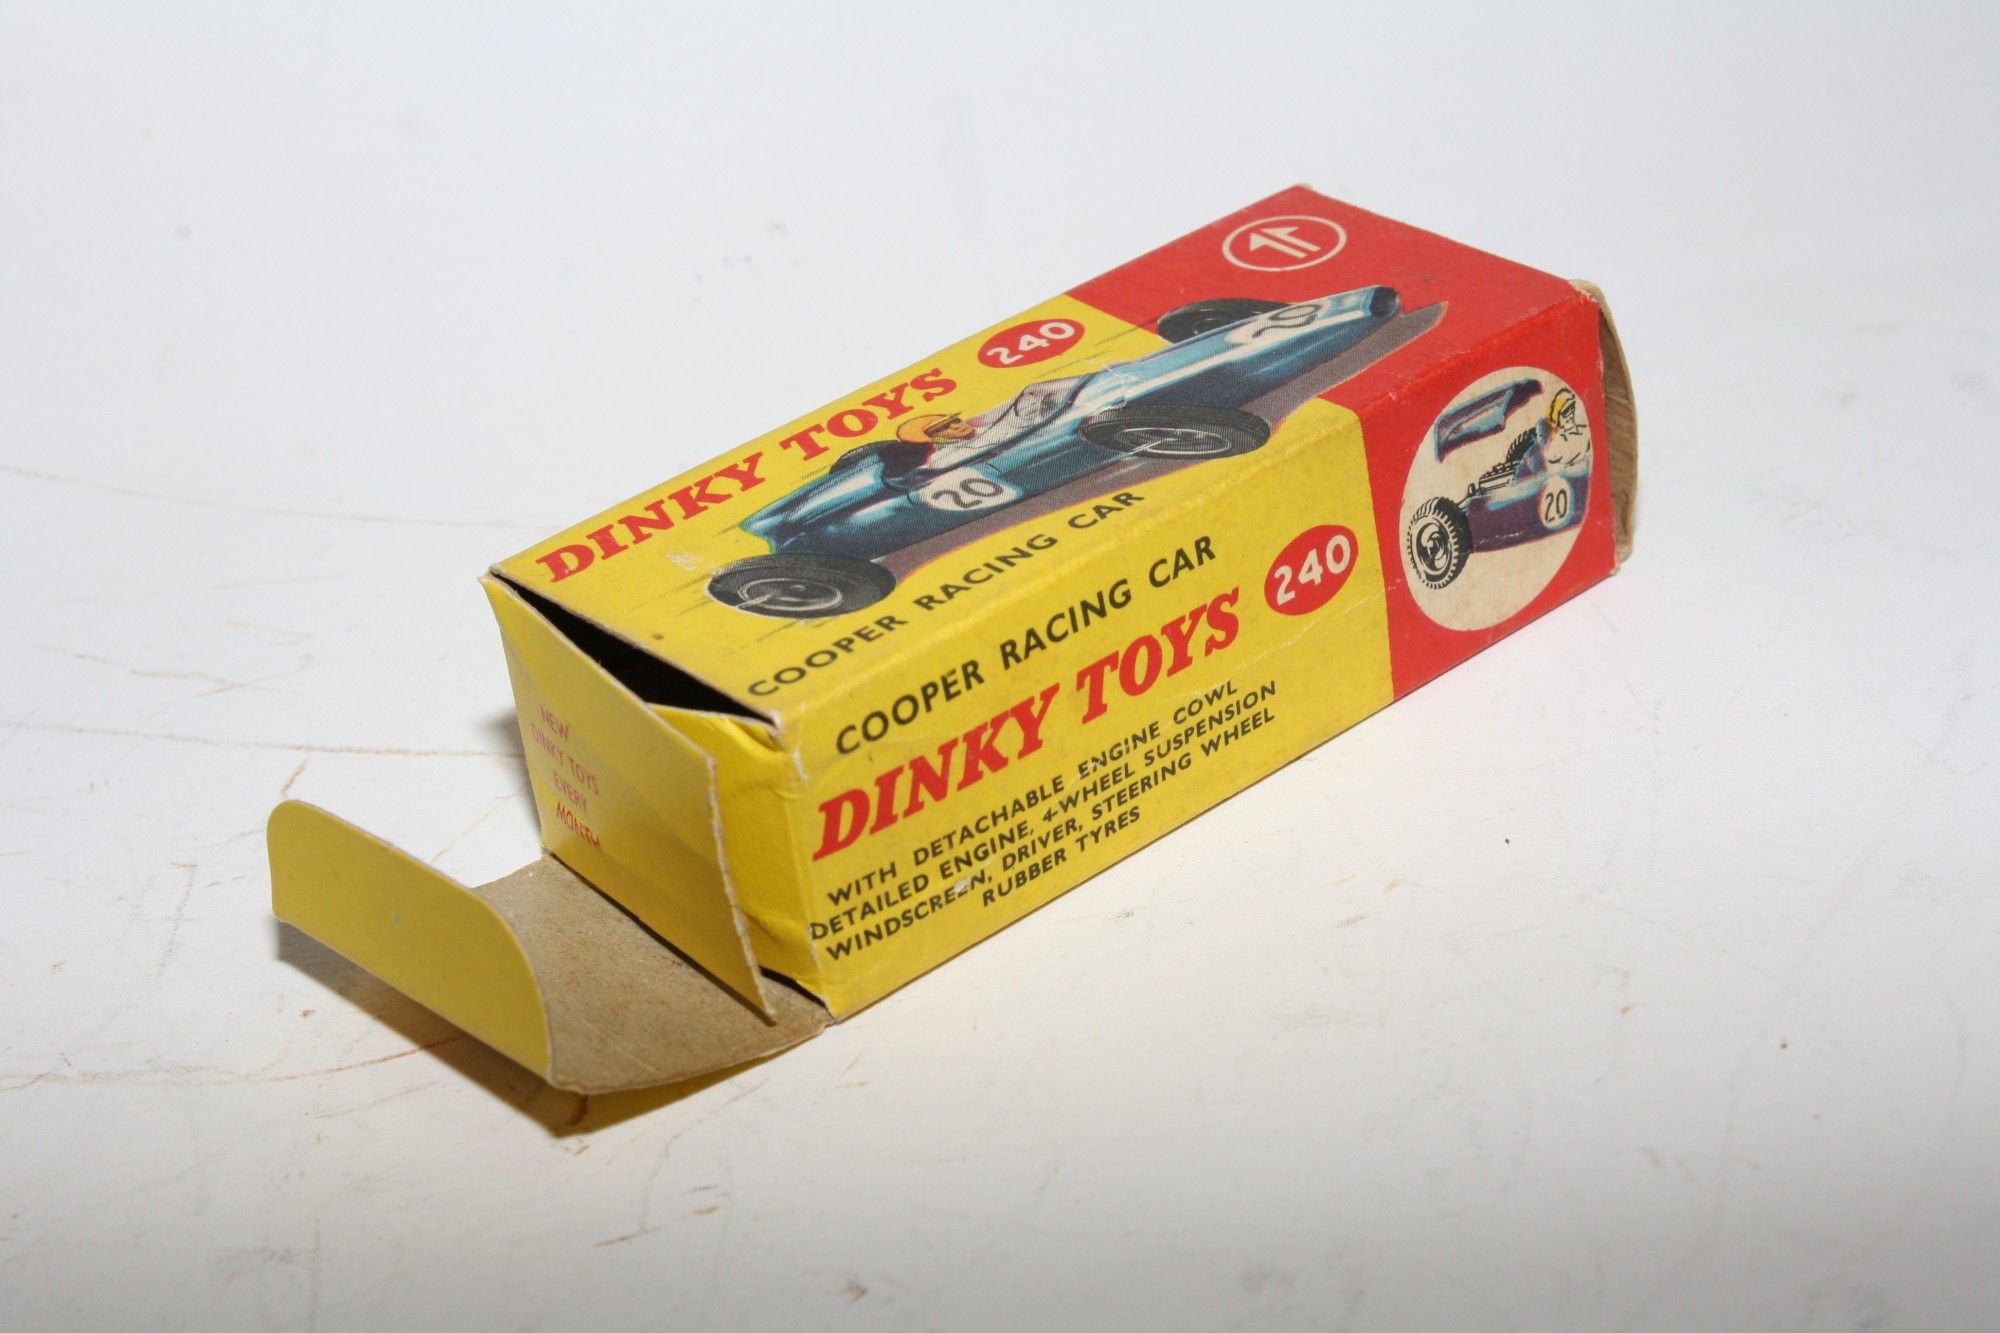 DINKY TOYS 240
20
20
COOPER RACING CAR
COOPER RACING CAR
DINKY TOYS 240
WITH DETACHABLE ENGINE COWL
DETAILED ENGINE, 4-WHEEL SUSPENSION
WINDSCREEN, DRIVER, STEERING WHEEL
RUBBER TYRES
20
NEW
DINKY TOYS
EVERY
MONTH